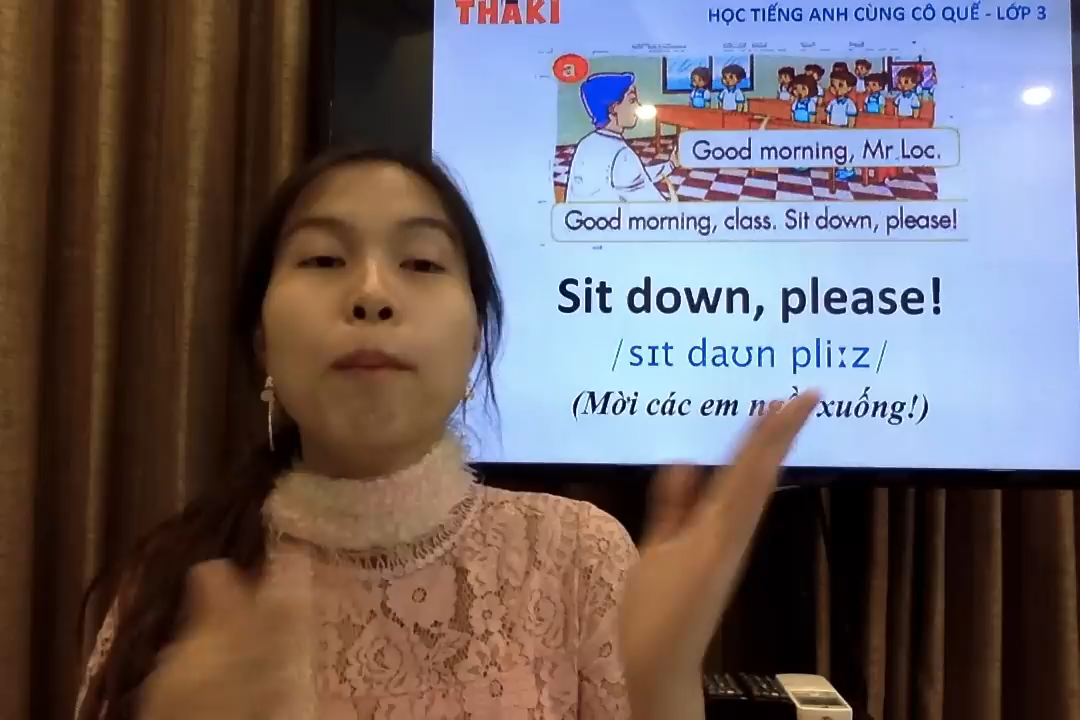 THAKI
HỌC TIẾNG ANH CÙNG CÔ QUẾ - LỚP 3
a
Good morning, Mr Loc.
Good morning, class. Sit down, please!
Sit down, please!
/sɪt daʊn pliːz/
(Mời các em xuống!)